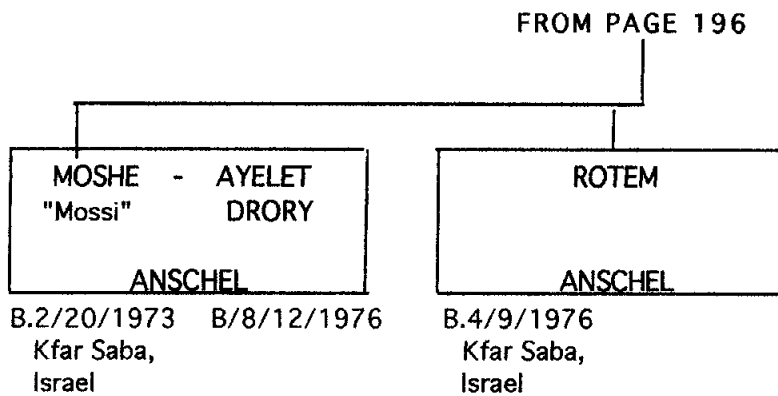 FROM PAGE 196
MOSHE - AYELET
"Mossi" DRORY
ANSCHEL
B.2/20/1973 B/8/12/1976
Kfar Saba,
Israel
ROTEM
ANSCHEL
B.4/9/1976
Kfar Saba,
Israel